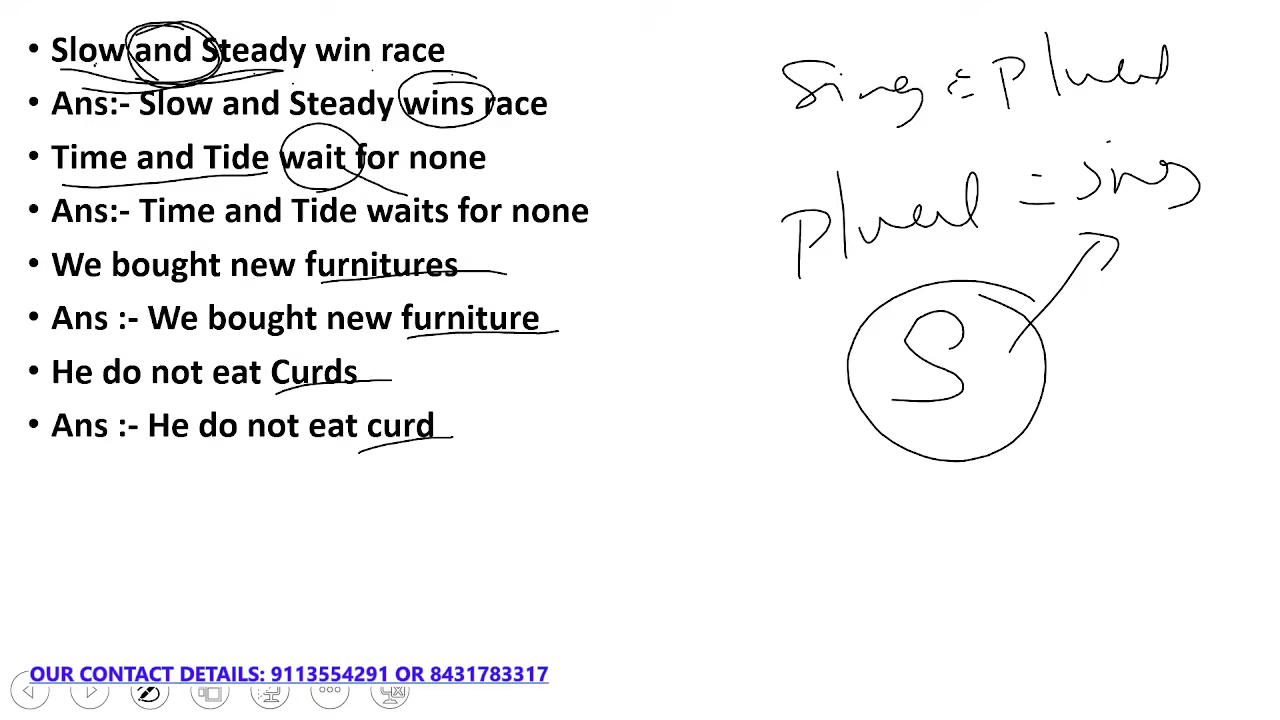 • Slow and Steady win race
• Ans:- Slow and Steady wins race
• Time and Tide wait for none
• Ans:- Time and Tide waits for none
• We bought new furnitures
• Ans :- We bought new furniture
• He do not eat Curds
• Ans :- He do not eat curd
Sing = Plural
Plural = sing
S
OUR CONTACT DETAILS: 9113554291 OR 8431783317